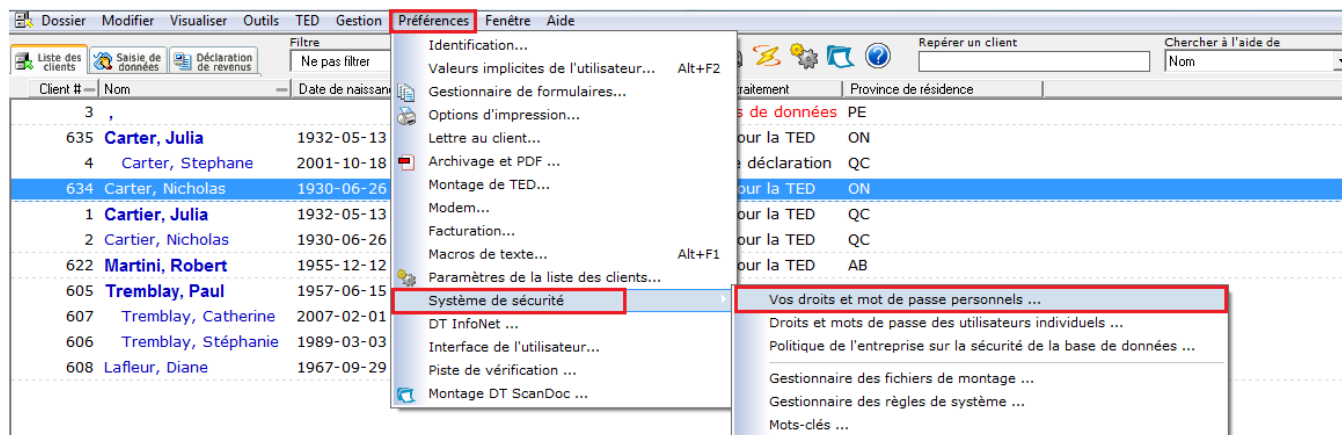 Dossier Modifier Visualiser Outils TED Gestion Préférences Fenêtre Aide
Liste des clients Saisie de données Déclaration de revenus
Filtre
Ne pas filtrer
Repérer un client
Chercher à l'aide de
Nom
Client # Nom Date de naissan raitement Province de résidence
3 , s de données PE
635 Carter, Julia 1932-05-13 our la TED ON
4 Carter, Stephane 2001-10-18 déclaration QC
634 Carter, Nicholas 1930-06-26 our la TED ON
1 Cartier, Julia 1932-05-13 our la TED QC
2 Cartier, Nicholas 1930-06-26 our la TED QC
622 Martini, Robert 1955-12-12 our la TED AB
605 Tremblay, Paul 1957-06-15
607 Tremblay, Catherine 2007-02-01
606 Tremblay, Stéphanie 1989-03-03
608 Lafleur, Diane 1967-09-29
Identification...
Valeurs implicites de l'utilisateur... Alt+F2
Gestionnaire de formulaires...
Options d'impression...
Lettre au client...
Archivage et PDF ...
Montage de TED...
Modem...
Facturation...
Macros de texte... Alt+F1
Paramètres de la liste des clients...
Système de sécurité
DT InfoNet ...
Interface de l'utilisateur...
Piste de vérification ...
Montage DT ScanDoc ...
Vos droits et mot de passe personnels ...
Droits et mots de passe des utilisateurs individuels ...
Politique de l'entreprise sur la sécurité de la base de données ...
Gestionnaire des fichiers de montage ...
Gestionnaire des règles de système ...
Mots-clés ...